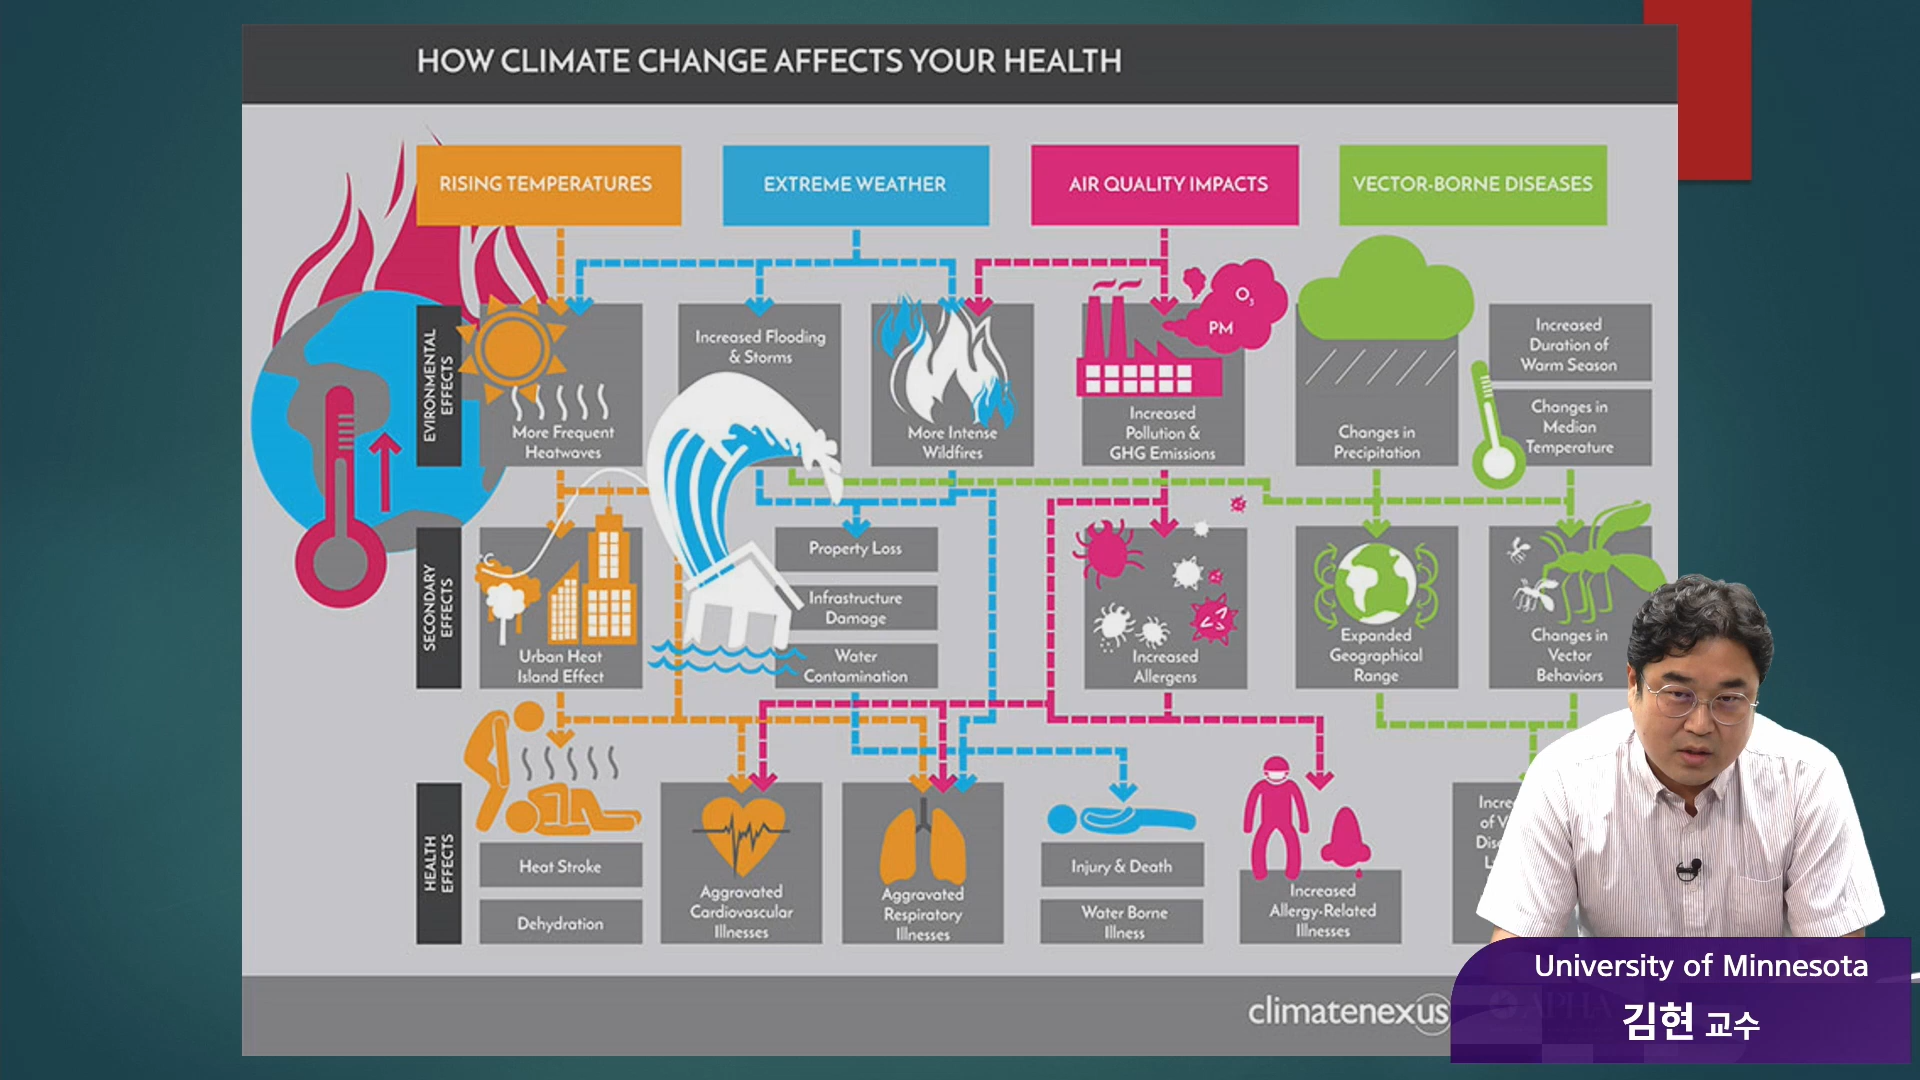 HOW CLIMATE CHANGE AFFECTS YOUR HEALTH
RISING TEMPERATURES
EXTREME WEATHER
AIR QUALITY IMPACTS
VECTOR-BORNE DISEASES
EVIRONMENTAL
EFFECTS
More Frequent
Heatwaves
Increased Flooding
& Storms
More Intense
Wildfires
O3
PM
Increased
Pollution &
GHG Emissions
Changes in
Precipitation
Increased
Duration of
Warm Season
Changes in
Median
Temperature
SECONDARY
EFFECTS
°C
Urban Heat
Island Effect
Property Loss
Infrastructure
Damage
Water
Contamination
Increased
Allergens
Expanded
Geographical
Range
Changes in
Vector
Behaviors
HEALTH
EFFECTS
Heat Stroke
Dehydration
Aggravated
Cardiovascular
Illnesses
Aggravated
Respiratory
Illnesses
Injury & Death
Water Borne
Illness
Increased
Allergy-Related
Illnesses
of
climatenexus
University of Minnesota
김현 교수